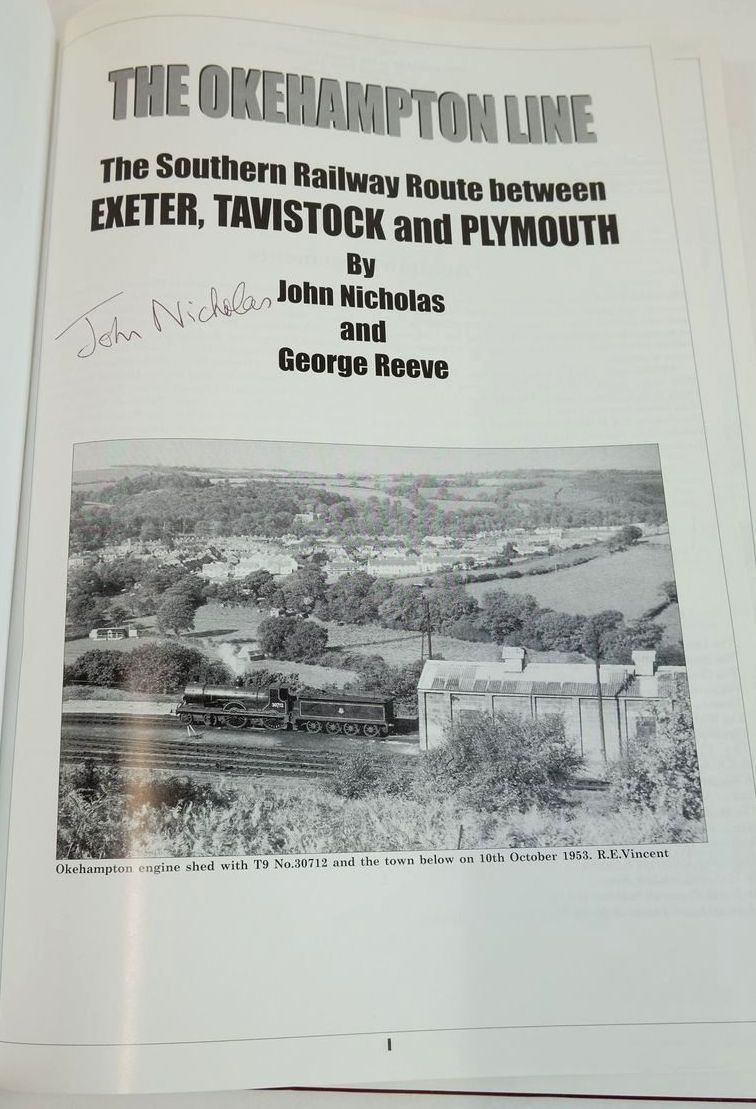 THE OKEHAMPTON LINE
The Southern Railway Route between
EXETER, TAVISTOCK and PLYMOUTH
By
John Nicholas
John Nicholas
and
George Reeve
30712
Okehampton engine shed with T9 No.30712 and the town below on 10th October 1953. R.E.Vincent
1